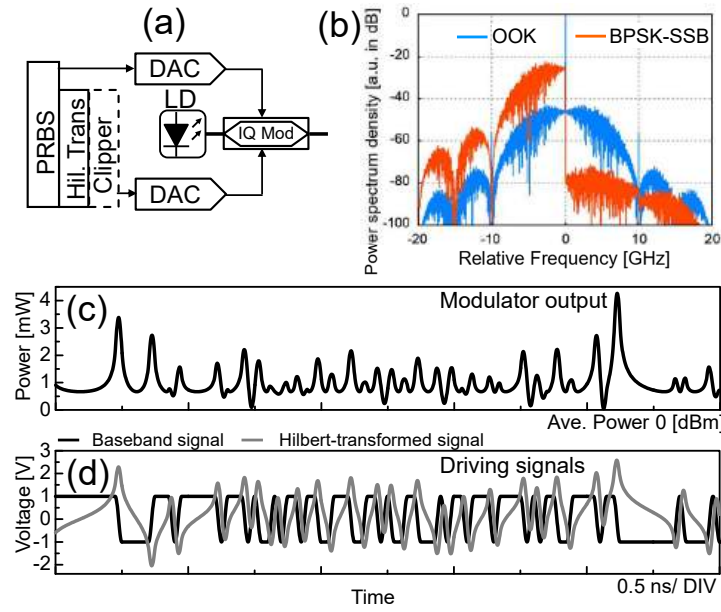 (a)
PRBS
Hil. Trans
Clipper
DAC
LD
IQ Mod
DAC
(b)
Power spectrum density [a.u. in dB]
0
-20
-40
-60
-80
-100
OOK
BPSK-SSB
-20
-10
0
10
20
Relative Frequency [GHz]
(c)
Modulator output
Power [mW]
4
3
2
1
0
Ave. Power 0 [dBm]
Baseband signal
Hilbert-transformed signal
(d)
Driving signals
Voltage [V]
3
2
1
0
-1
-2
Time
0.5 ns/ DIV